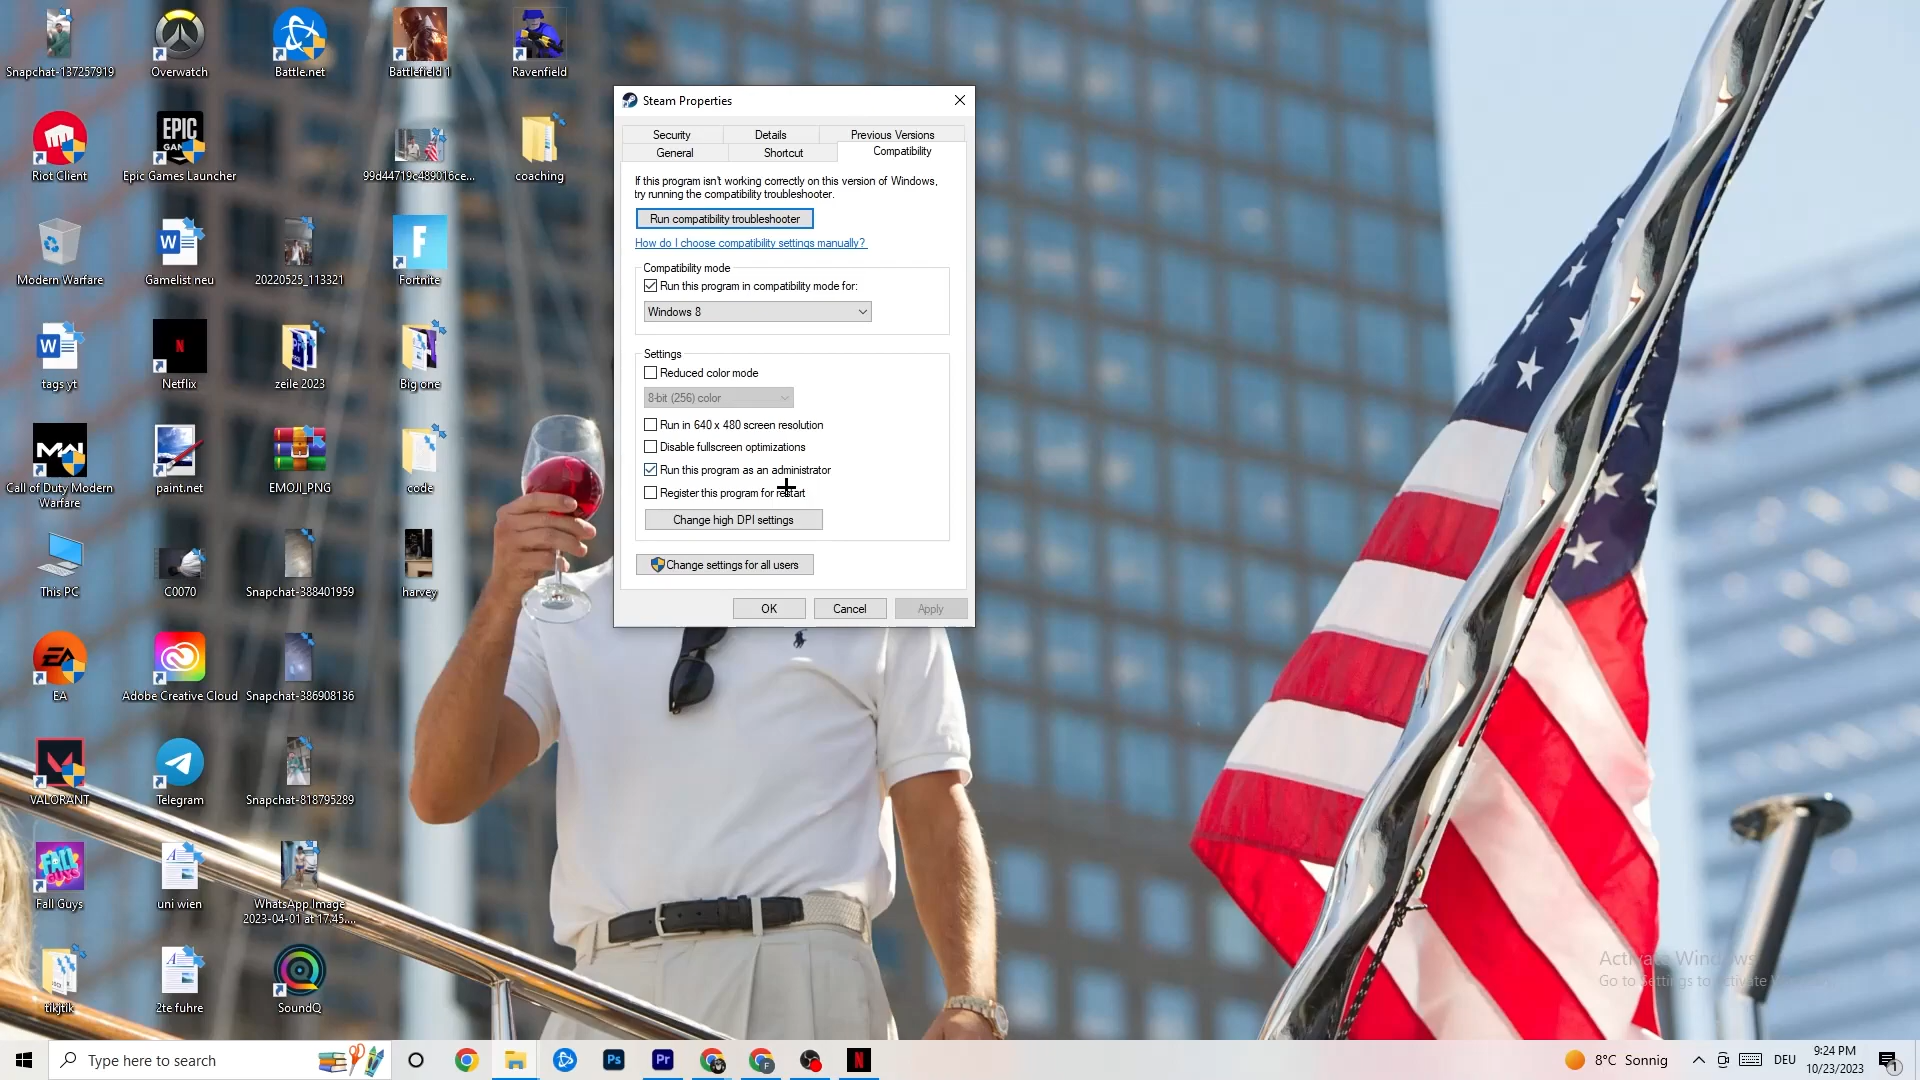 Snapchat-137257919
Overwatch
Battle.net
Battlefield 1
Ravenfield
Riot Client
EPIC
GAMES
Epic Games Launcher
99d44719c489016ce...
coaching
Modern Warfare
Gamelist neu
20220525_113321
Fortnite
tags yt
Netflix
zeile 2023
Big one
Call of Duty Modern
Warfare
paint.net
EMOJI_PNG
code
This PC
C0070
Snapchat-388401959
harvey
EA
Adobe Creative Cloud
Snapchat-386908136
VALORANT
Telegram
Snapchat-818795289
Fall Guys
uni wien
WhatsApp Image
2023-04-01 at 17.45....
tikjtik
2te fuhre
SoundQ
Steam Properties
Security
Details
Previous Versions
General
Shortcut
Compatibility
If this program isn't working correctly on this version of Windows,
try running the compatibility troubleshooter.
Run compatibility troubleshooter
How do I choose compatibility settings manually?
Compatibility mode
Run this program in compatibility mode for:
Windows 8
Settings
Reduced color mode
8-bit (256) color
Run in 640 x 480 screen resolution
Disable fullscreen optimizations
Run this program as an administrator
Register this program for restart
Change high DPI settings
Change settings for all users
OK
Cancel
Apply
Activate Windows
Go to Settings to activate Windows.
Type here to search
Ps
Pr
8°C Sonnig
DEU
9:24 PM
10/23/2023